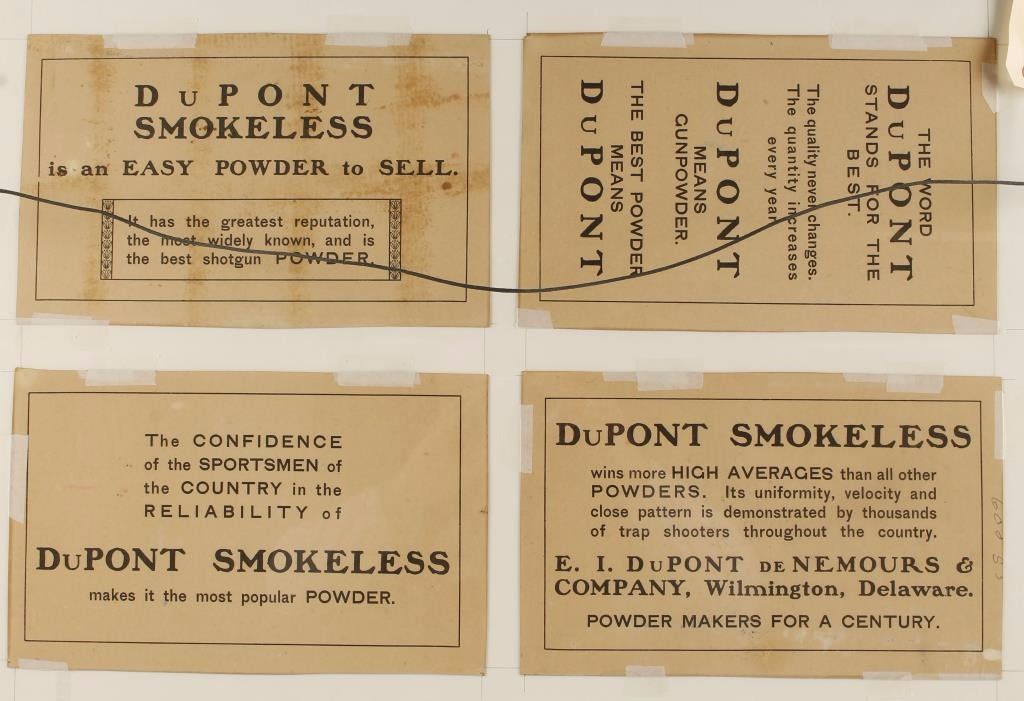 DuPONT
SMOKELESS
is an EASY POWDER to SELL.
It has the greatest reputation,
the most widely known, and is
the best shotgun POWDER.
THE WORD
DuPONT
STANDS FOR THE
BEST.
The quality never changes.
The quantity increases
every year
DuPONT
MEANS
GUNPOWDER.
THE BEST POWDER
MEANS
DuPONT
The CONFIDENCE
of the SPORTSMEN of
the COUNTRY in the
RELIABILITY of
DuPONT SMOKELESS
makes it the most popular POWDER.
DuPONT SMOKELESS
wins more HIGH AVERAGES than all other
POWDERS. Its uniformity, velocity and
close pattern is demonstrated by thousands
of trap shooters throughout the country.
E. I. DuPONT DE NEMOURS &
COMPANY, Wilmington, Delaware.
POWDER MAKERS FOR A CENTURY.